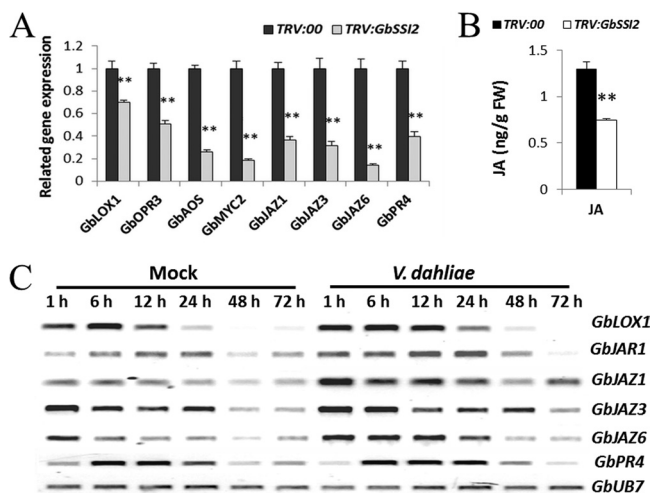 A
TRV:00 TRV:GbSSI2
Related gene expression
1.2
1
0.8
0.6
0.4
0.2
0
** ** ** ** ** ** ** **
GbLOX1 GbOPR3 GbAOS GbMYC2 GbJAZ1 GbJAZ3 GbJAZ6 GbPR4
B
TRV:00 TRV:GbSSI2
JA (ng/g FW)
1.5
1
0.5
0
**
JA
C
Mock V. dahliae
1 h 6 h 12 h 24 h 48 h 72 h 1 h 6 h 12 h 24 h 48 h 72 h
GbLOX1
GbJAR1
GbJAZ1
GbJAZ3
GbJAZ6
GbPR4
GbUB7